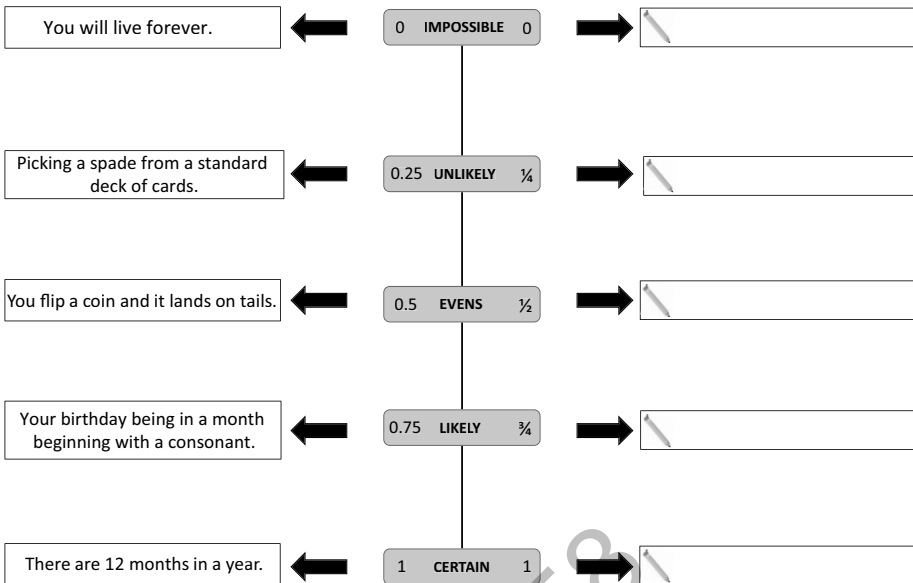 You will live forever.
0 IMPOSSIBLE 0
Picking a spade from a standard
deck of cards.
0.25 UNLIKELY ¼
You flip a coin and it lands on tails.
0.5 EVENS ½
Your birthday being in a month
beginning with a consonant.
0.75 LIKELY ¾
There are 12 months in a year.
1 CERTAIN 1